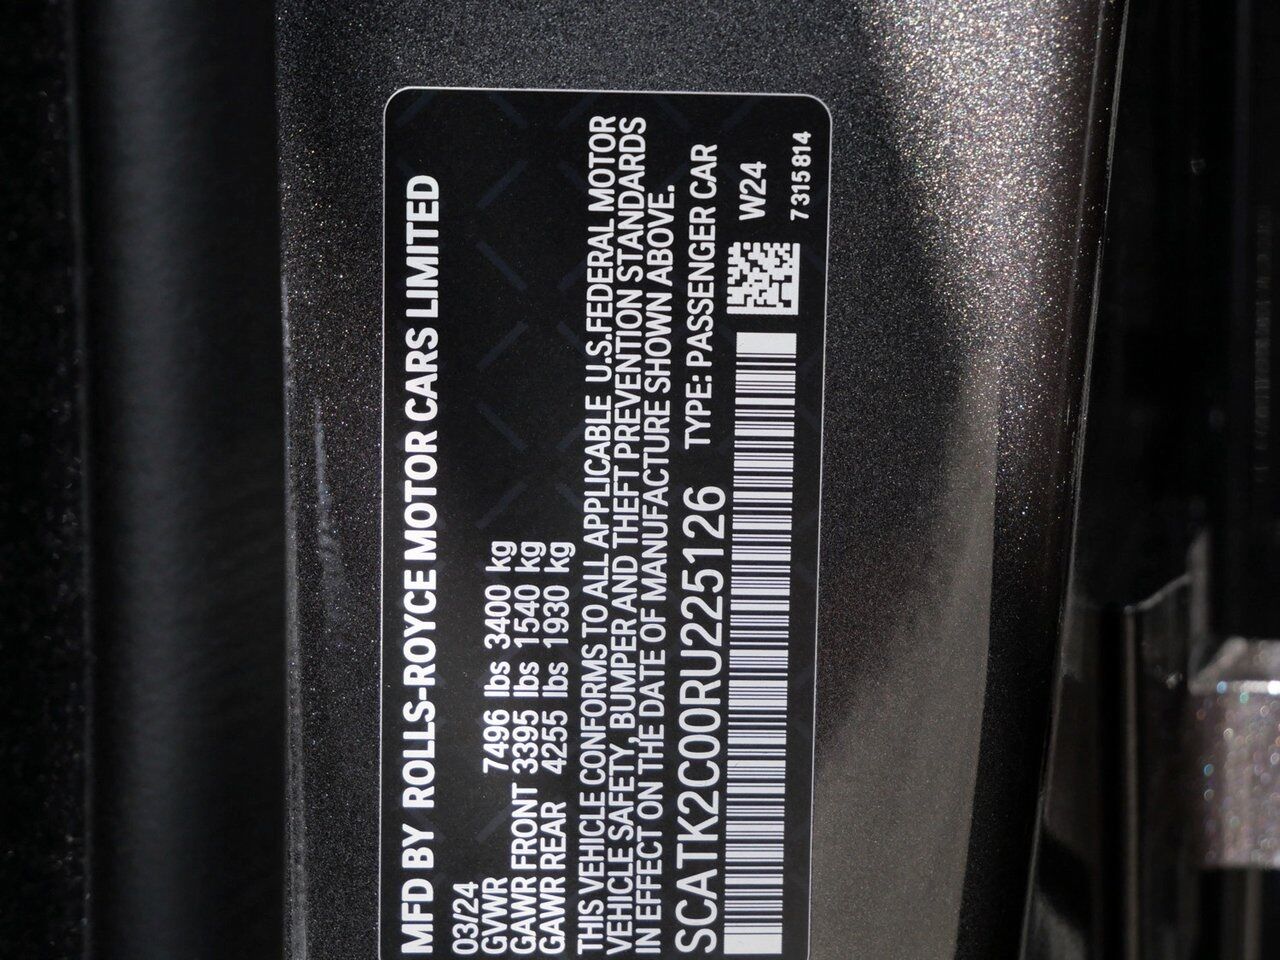 MFD BY ROLLS-ROYCE MOTOR CARS LIMITED
03/24
GVWR 7496 lbs 3400 kg
GAWR FRONT 3395 lbs 1540 kg
GAWR REAR 4255 lbs 1930 kg
THIS VEHICLE CONFORMS TO ALL APPLICABLE U.S.FEDERAL MOTOR
VEHICLE SAFETY, BUMPER AND THEFT PREVENTION STANDARDS
IN EFFECT ON THE DATE OF MANUFACTURE SHOWN ABOVE.
SCATK2C00RU225126 TYPE: PASSENGER CAR
W24
7315814